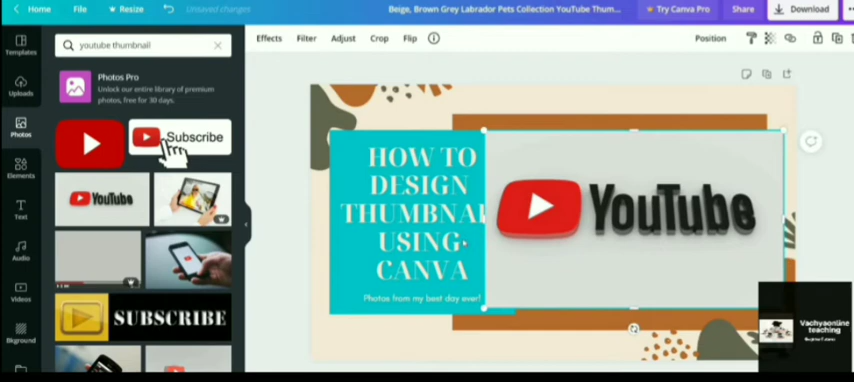 Home File Resize Unsaved changes Beige, Brown Grey Labrador Pets Collection YouTube Thum... Try Canva Pro Share Download
Effects Filter Adjust Crop Flip Position
Templates
Uploads
Photos
Elements
Text
Audio
Videos
Bkground
youtube thumbnail
Photos Pro
Unlock our entire library of premium
photos, free for 30 days.
Subscribe
YouTube
SUBSCRIBE
HOW TO
DESIGN
THUMBNAI
USING
CANVA
Photos from my best day ever!
YouTube
Vachyaonline
teaching